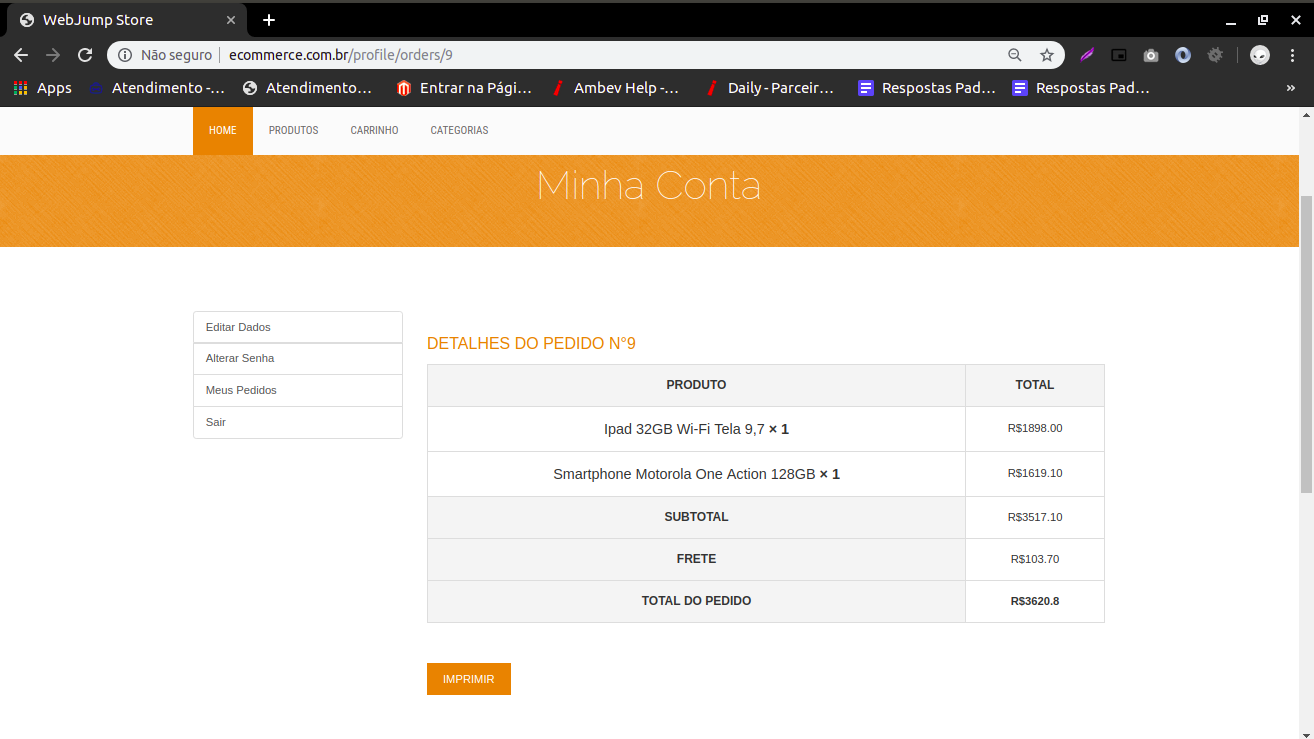 WebJump Store
Não seguro ecommerce.com.br/profile/orders/9
Apps Atendimento -... Atendimento... Entrar na Pági... Ambev Help -... Daily - Parceir... Respostas Pad... Respostas Pad... »
HOME PRODUTOS CARRINHO CATEGORIAS
Minha Conta
Editar Dados
Alterar Senha
Meus Pedidos
Sair
DETALHES DO PEDIDO N°9
PRODUTO TOTAL
Ipad 32GB Wi-Fi Tela 9,7 × 1 R$1898.00
Smartphone Motorola One Action 128GB × 1 R$1619.10
SUBTOTAL R$3517.10
FRETE R$103.70
TOTAL DO PEDIDO R$3620.8
IMPRIMIR